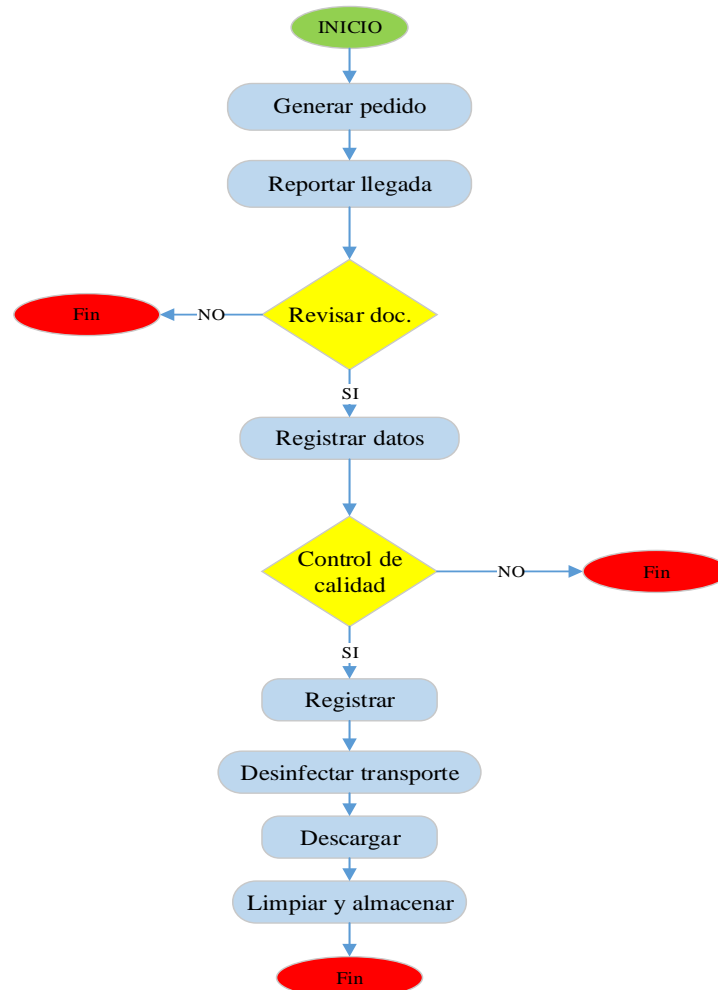 INICIO
Generar pedido
Reportar llegada
Revisar doc.
NO
Fin
SI
Registrar datos
Control de
calidad
NO
Fin
SI
Registrar
Desinfectar transporte
Descargar
Limpiar y almacenar
Fin